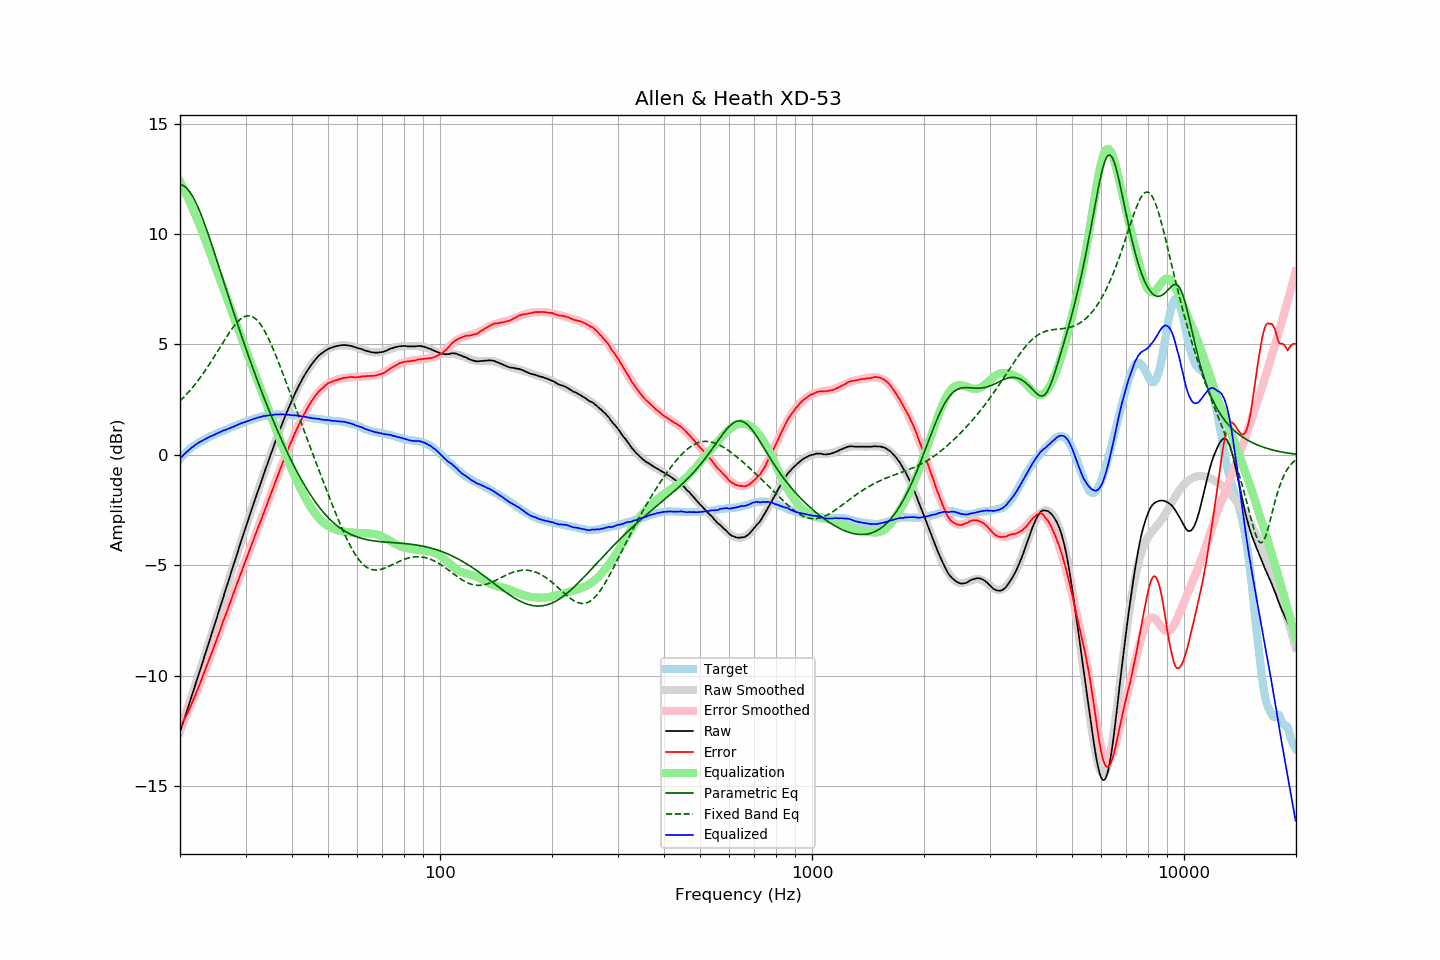 Allen & Heath XD-53
15
10
5
0
−5
−10
−15
Amplitude (dBr)
Target
Raw Smoothed
Error Smoothed
Raw
Error
Equalization
Parametric Eq
Fixed Band Eq
Equalized
100
1000
10000
Frequency (Hz)